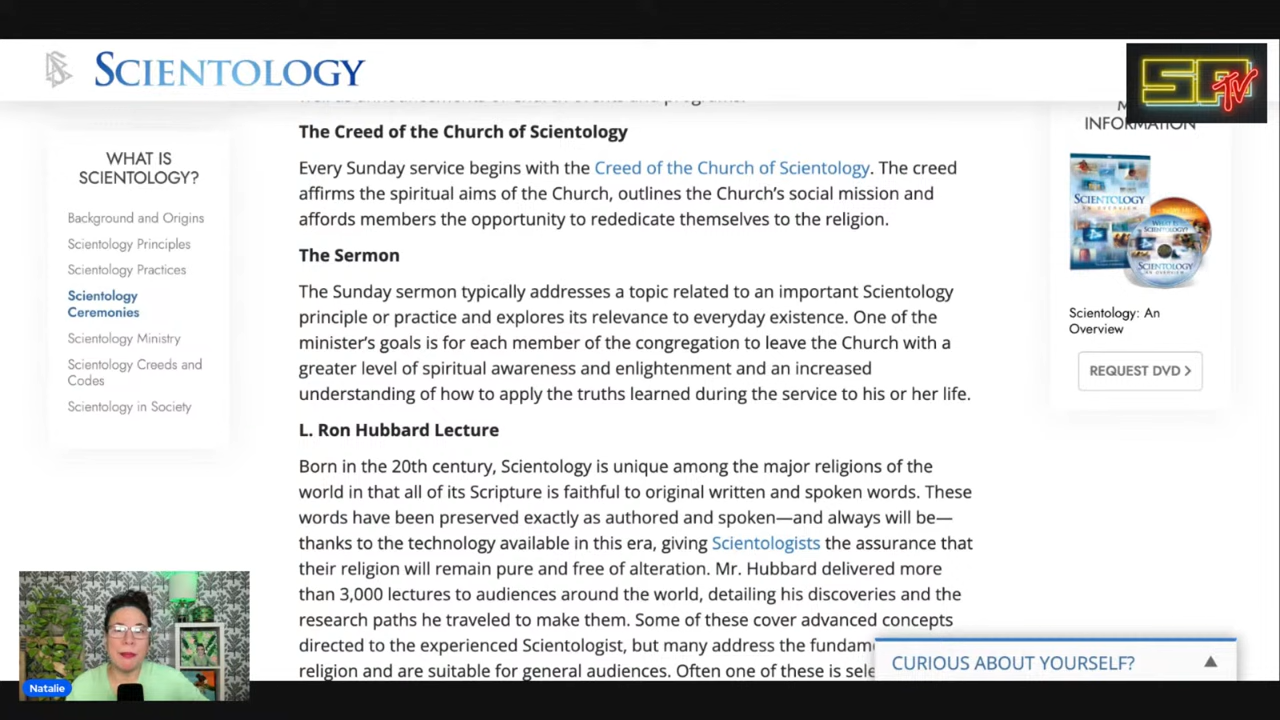 SCIENTOLOGY
SPTV
WHAT IS
SCIENTOLOGY?
Background and Origins
Scientology Principles
Scientology Practices
Scientology
Ceremonies
Scientology Ministry
Scientology Creeds and
Codes
Scientology in Society
The Creed of the Church of Scientology
Every Sunday service begins with the Creed of the Church of Scientology. The creed
affirms the spiritual aims of the Church, outlines the Church’s social mission and
affords members the opportunity to rededicate themselves to the religion.
The Sermon
The Sunday sermon typically addresses a topic related to an important Scientology
principle or practice and explores its relevance to everyday existence. One of the
minister’s goals is for each member of the congregation to leave the Church with a
greater level of spiritual awareness and enlightenment and an increased
understanding of how to apply the truths learned during the service to his or her life.
L. Ron Hubbard Lecture
Born in the 20th century, Scientology is unique among the major religions of the
world in that all of its Scripture is faithful to original written and spoken words. These
words have been preserved exactly as authored and spoken—and always will be—
thanks to the technology available in this era, giving Scientologists the assurance that
their religion will remain pure and free of alteration. Mr. Hubbard delivered more
than 3,000 lectures to audiences around the world, detailing his discoveries and the
research paths he traveled to make them. Some of these cover advanced concepts
directed to the experienced Scientologist, but many address the fundam
religion and are suitable for general audiences. Often one of these is sele
INFORMATION
SCIENTOLOGY
AN OVERVIEW
WHAT IS
SCIENTOLOGY?
SCIENTOLOGY
AN OVERVIEW
Scientology: An
Overview
REQUEST DVD
CURIOUS ABOUT YOURSELF?
Natalie